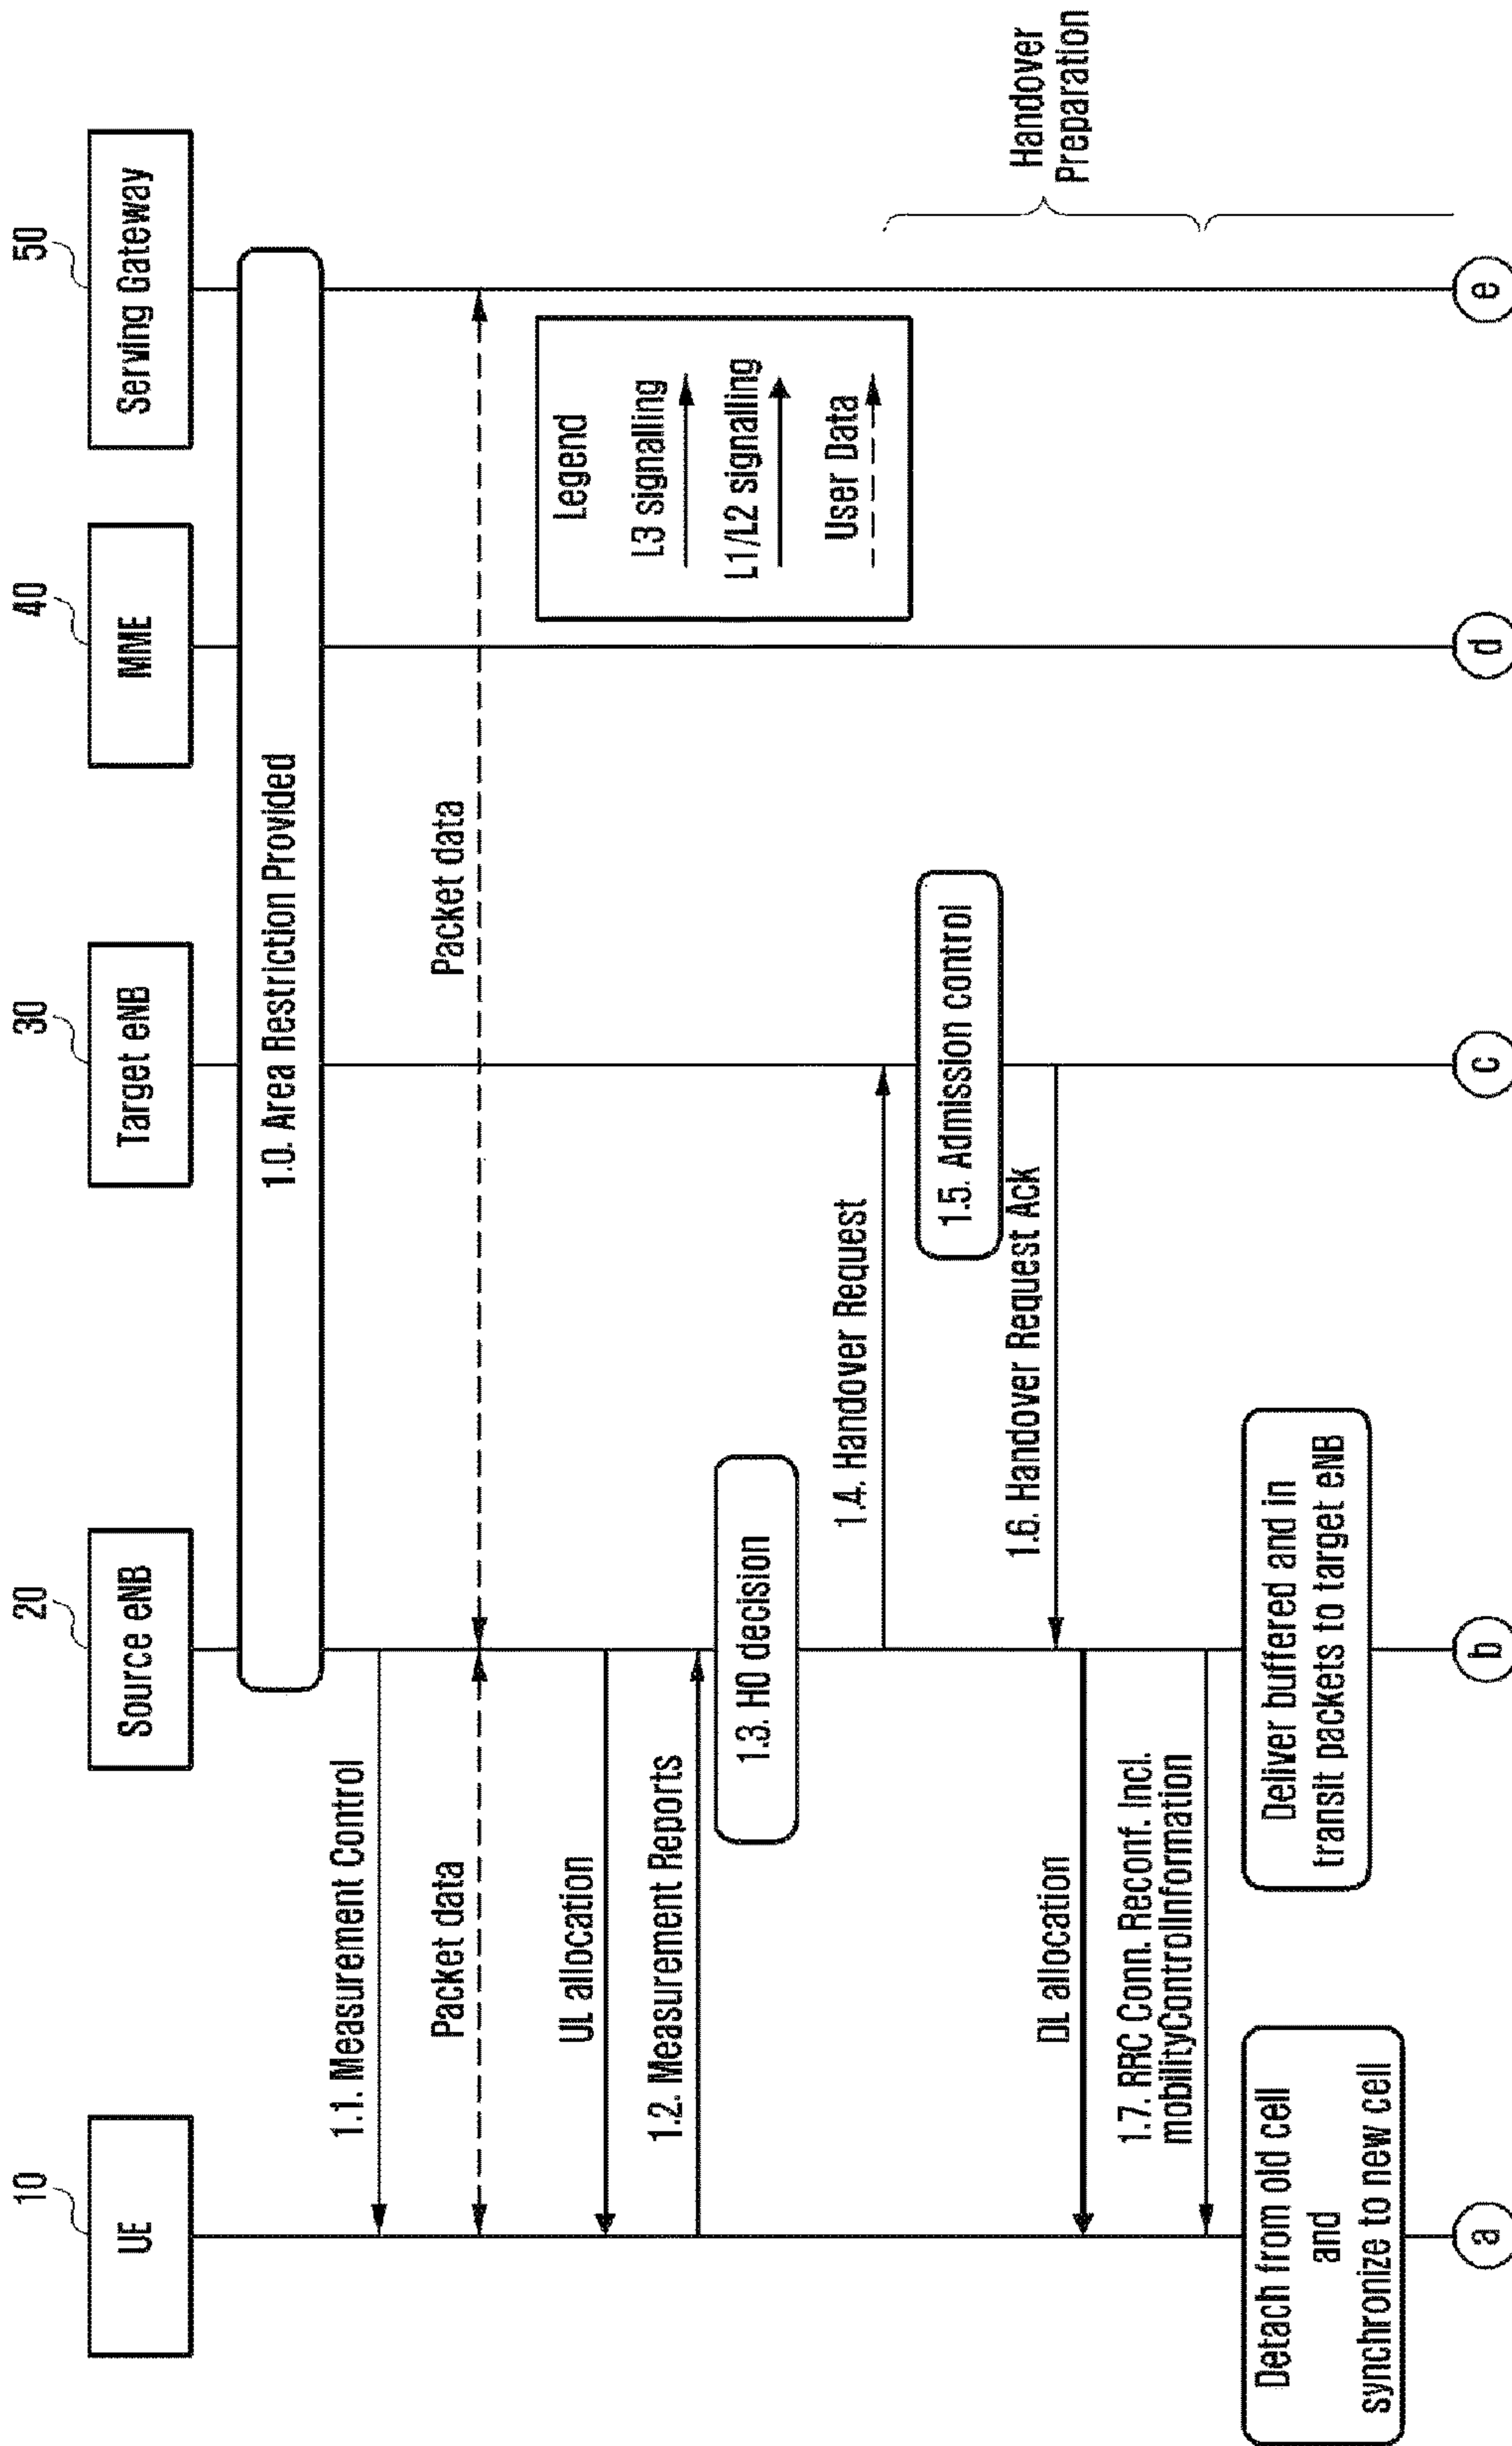 10
20
30
40
50
UE
Source eNB
Target eNB
MME
Serving Gateway
1.0. Area Restriction Provided
1.1. Measurement Control
Packet data
Packet data
UL allocation
1.2. Measurement Reports
1.3. HO decision
Legend
L3 signalling
L1/L2 signalling
User Data
1.4. Handover Request
1.5. Admission control
1.6. Handover Request Ack
DL allocation
1.7. RRC Conn. Reconf. Incl.
mobilityControlInformation
Handover
Preparation
Detach from old cell
and
synchronize to new cell
Deliver buffered and in
transit packets to target eNB
a
b
c
d
e